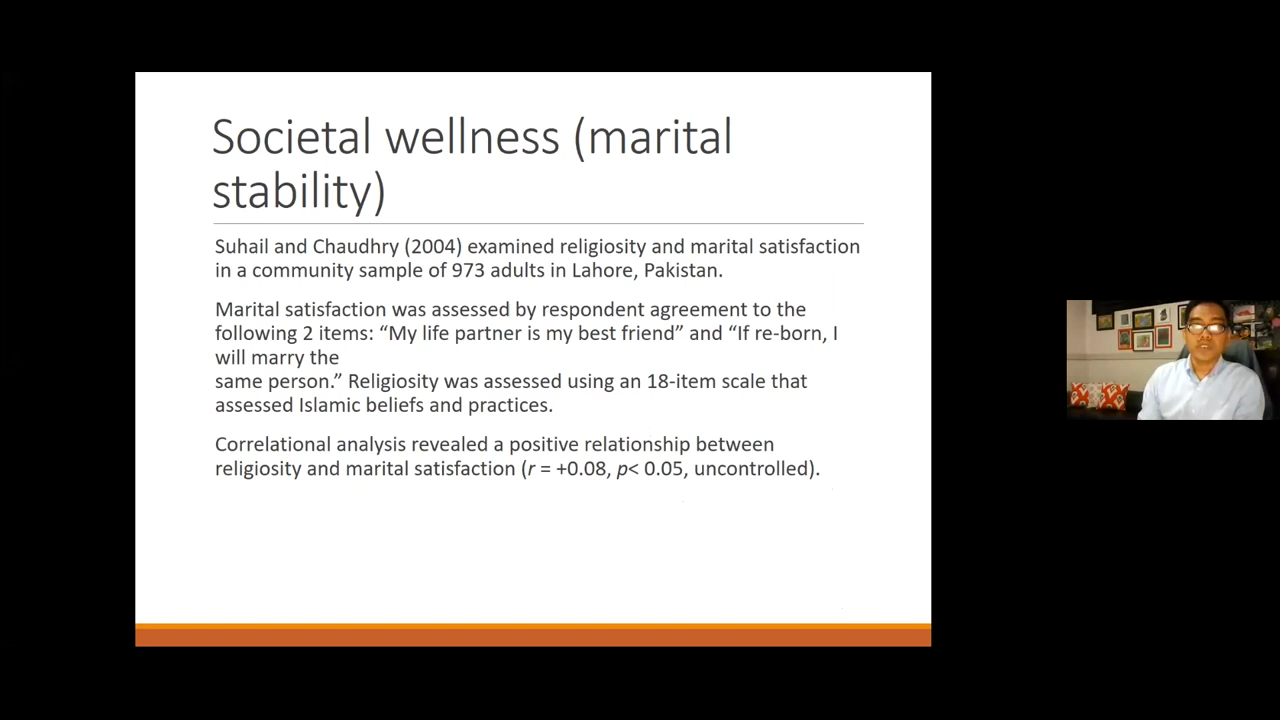 Societal wellness (marital
stability)
Suhail and Chaudhry (2004) examined religiosity and marital satisfaction
in a community sample of 973 adults in Lahore, Pakistan.
Marital satisfaction was assessed by respondent agreement to the
following 2 items: “My life partner is my best friend” and “If re-born, I
will marry the
same person.” Religiosity was assessed using an 18-item scale that
assessed Islamic beliefs and practices.
Correlational analysis revealed a positive relationship between
religiosity and marital satisfaction (r = +0.08, p< 0.05, uncontrolled).